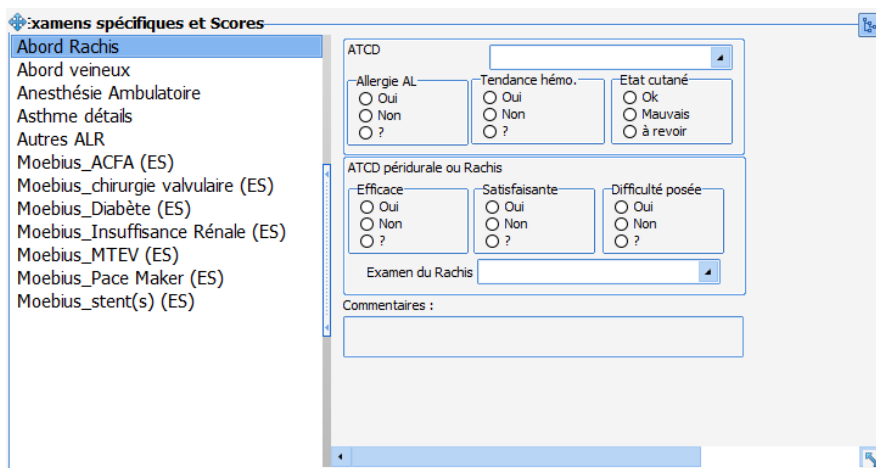 Examens spécifiques et Scores
Abord Rachis
Abord veineux
Anesthésie Ambulatoire
Asthme détails
Autres ALR
Moebius_ACFA (ES)
Moebius_chirurgie valvulaire (ES)
Moebius_Diabète (ES)
Moebius_Insuffisance Rénale (ES)
Moebius_MTEV (ES)
Moebius_Pace Maker (ES)
Moebius_stent(s) (ES)
ATCD
Allergie AL Tendance hémo. Etat cutané
Oui Oui Ok
Non Non Mauvais
? ? à revoir
ATCD péridurale ou Rachis
Efficace Satisfaisante Difficulté posée
Oui Oui Oui
Non Non Non
? ? ?
Examen du Rachis
Commentaires :